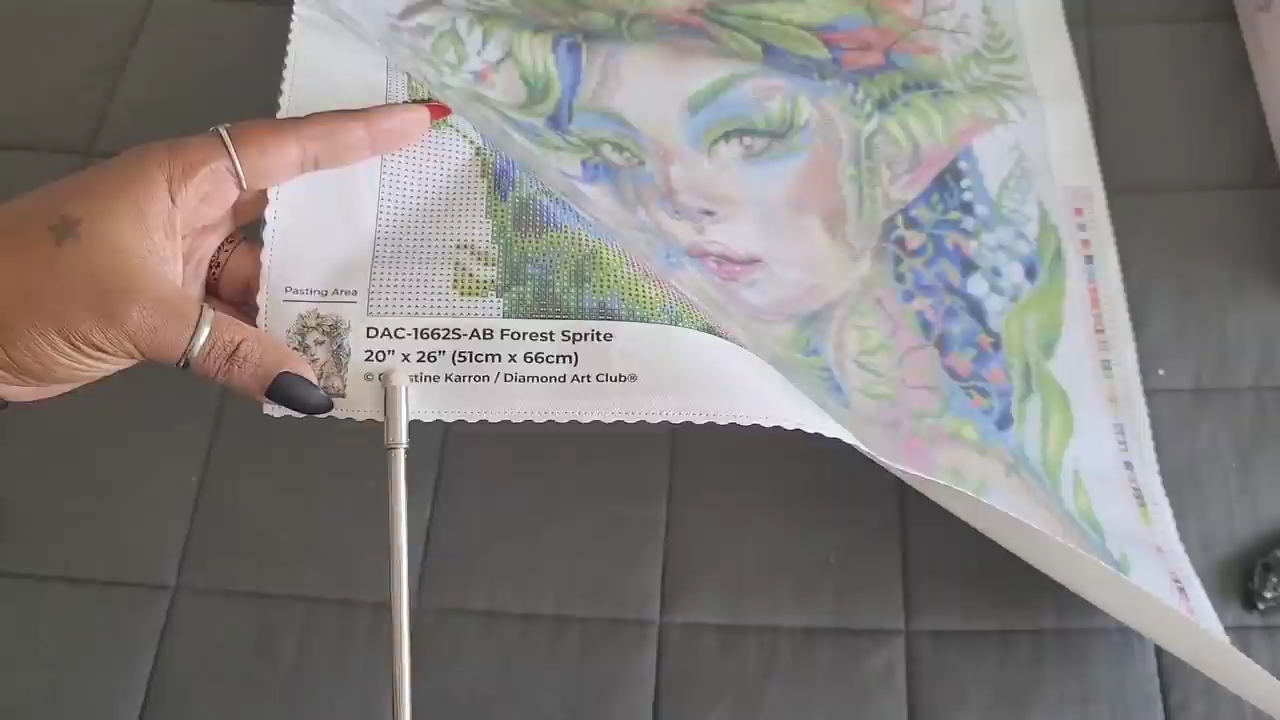 Pasting Area
DAC-1662S-AB Forest Sprite
20” x 26” (51cm x 66cm)
© Karron / Diamond Art Club®